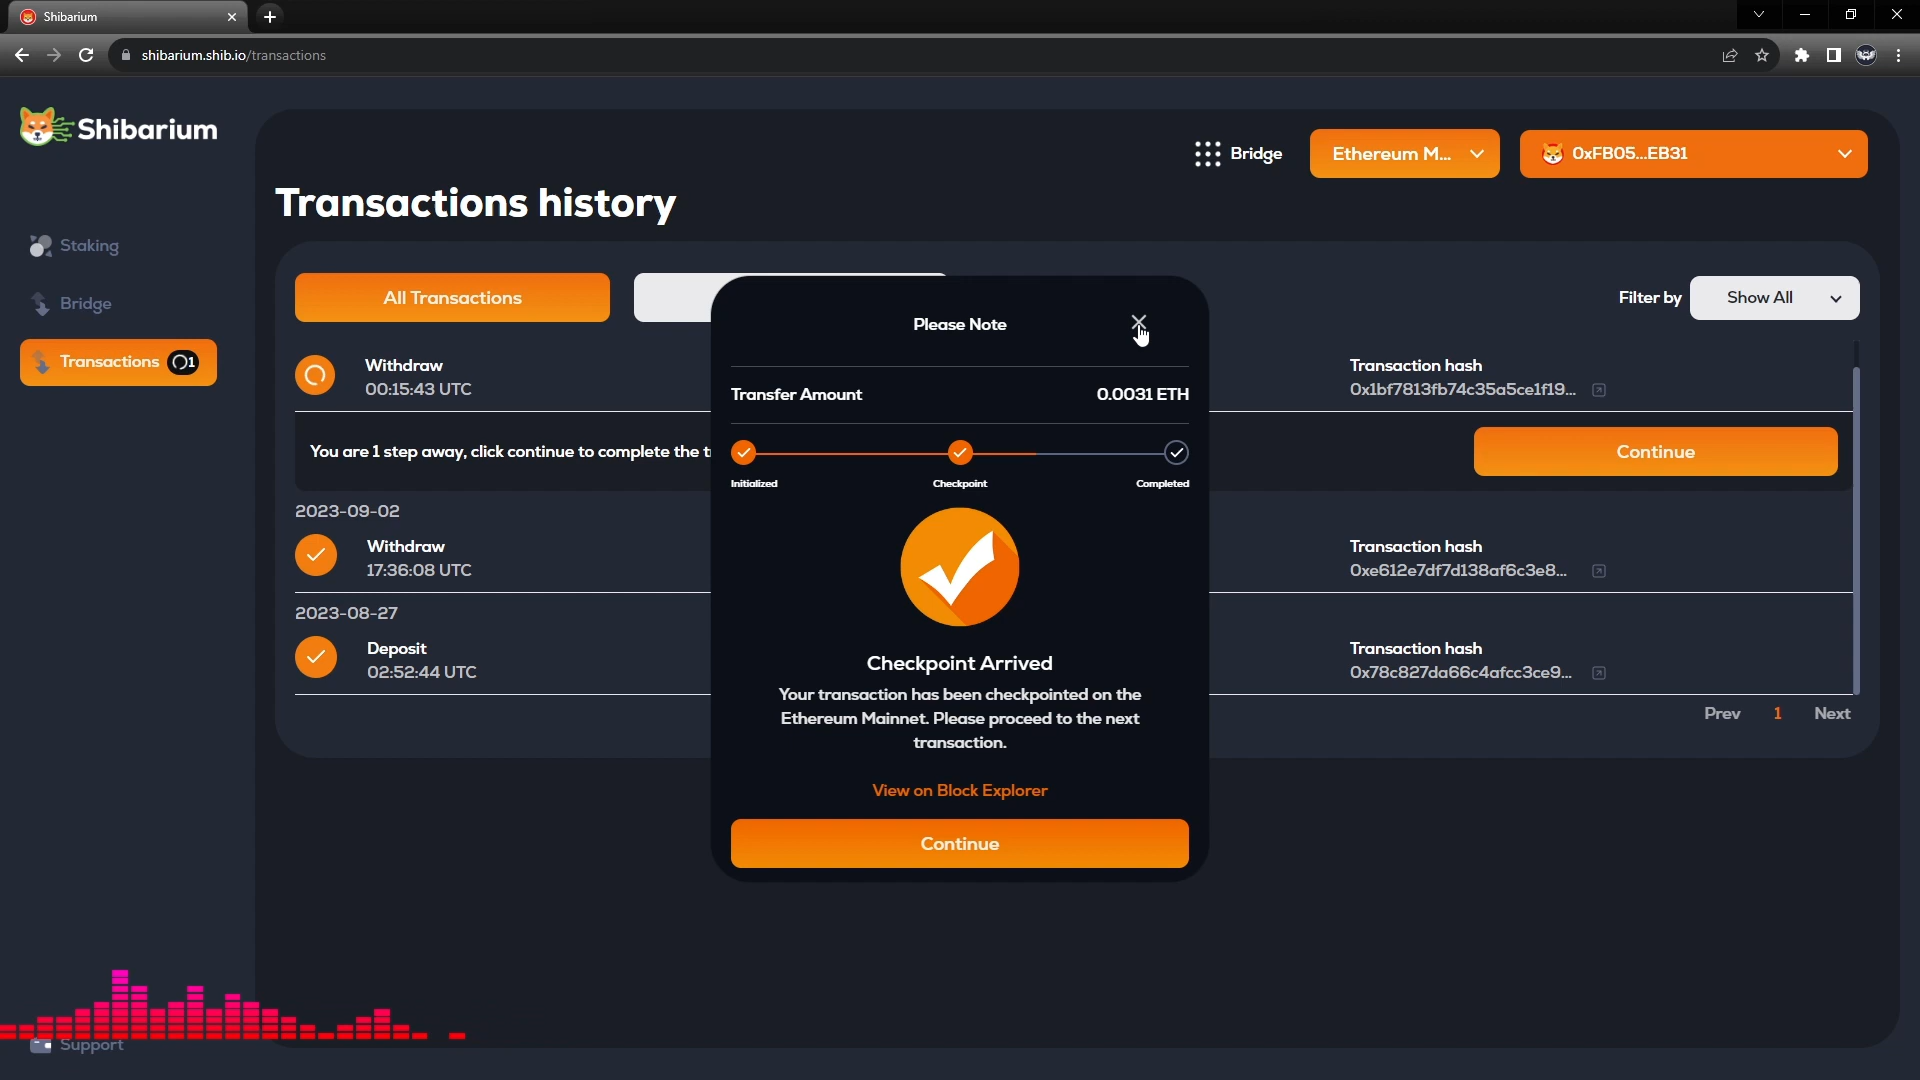 Shibarium
shibarium.shib.io/transactions
Shibarium
Bridge
Ethereum M...
0xFB05...EB31
Transactions history
Staking
Bridge
Transactions
1
All Transactions
Filter by
Show All
Please Note
Transfer Amount
0.0031 ETH
Initialized
Checkpoint
Completed
Checkpoint Arrived
Your transaction has been checkpointed on the
Ethereum Mainnet. Please proceed to the next
transaction.
View on Block Explorer
Continue
Withdraw
00:15:43 UTC
Transaction hash
0x1bf7813fb74c35a5ce1f19...
You are 1 step away, click continue to complete the
Continue
2023-09-02
Withdraw
17:36:08 UTC
Transaction hash
0xe612e7df7d138af6c3e8...
2023-08-27
Deposit
02:52:44 UTC
Transaction hash
0x78c827da66c4afcc3ce9...
Prev
1
Next
Support